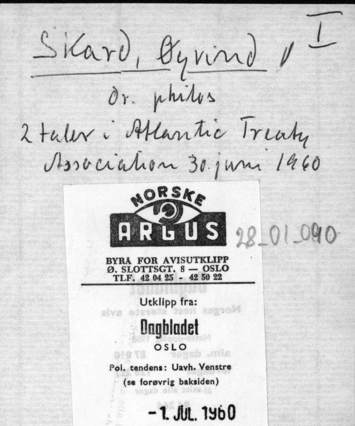 I
Skard, Øyvind
Dr. philos
2 taler i Atlantic Treaty
Association 30. juni 1960
NORSKE
ARGUS
28-01-090
BYRA FOR AVISUTKLIPP
Ø. SLOTTSGT. 8 — OSLO
TLF. 42 04 25 - 42 50 22
Utklipp fra:
Dagbladet
OSLO
Pol. tendens: Uavh. Venstre
(se forøvrig baksiden)
-1. JUL. 1960